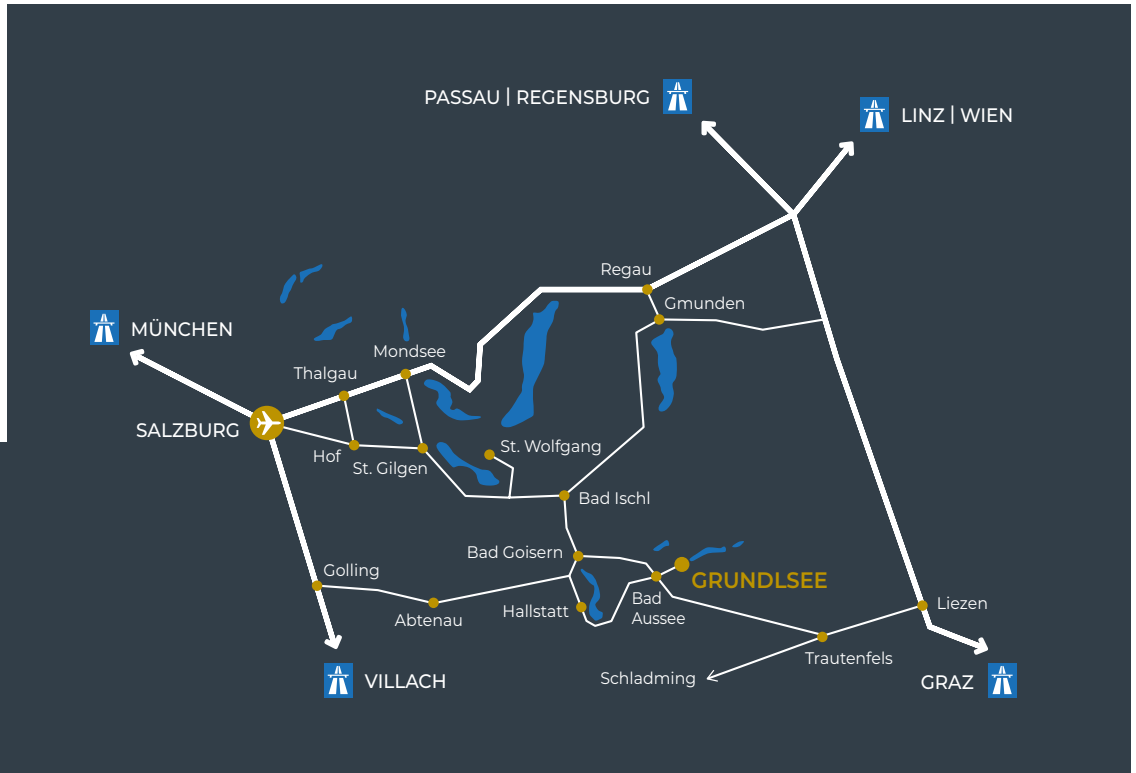 PASSAU | REGENSBURG
LINZ | WIEN
Regau
Gmunden
MÜNCHEN
Mondsee
Thalgau
SALZBURG
Hof
St. Gilgen
St. Wolfgang
Bad Ischl
Bad Goisern
GRUNDLSEE
Golling
Abtenau
Hallstatt
Bad
Aussee
Liezen
Trautenfels
Schladming
VILLACH
GRAZ